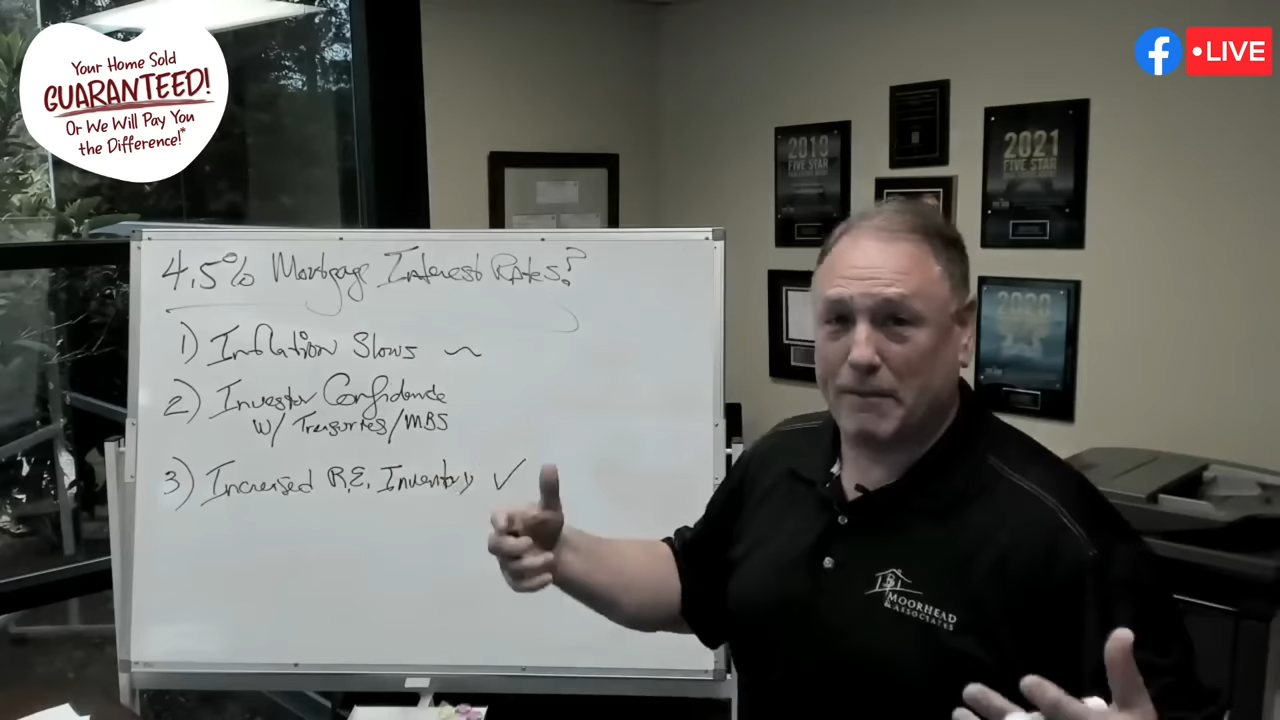 Your Home Sold
GUARANTEED!
Or We Will Pay You
the Difference!*
• LIVE
2019
FIVE STAR
2021
FIVE STAR
2020
4.5% Mortgage Interest Rates?
1) Inflation Slows ~
2) Investor Confidence
w/ Treasuries/MBS
3) Increased R.E. Inventory ✓
MOORHEAD
& ASSOCIATES